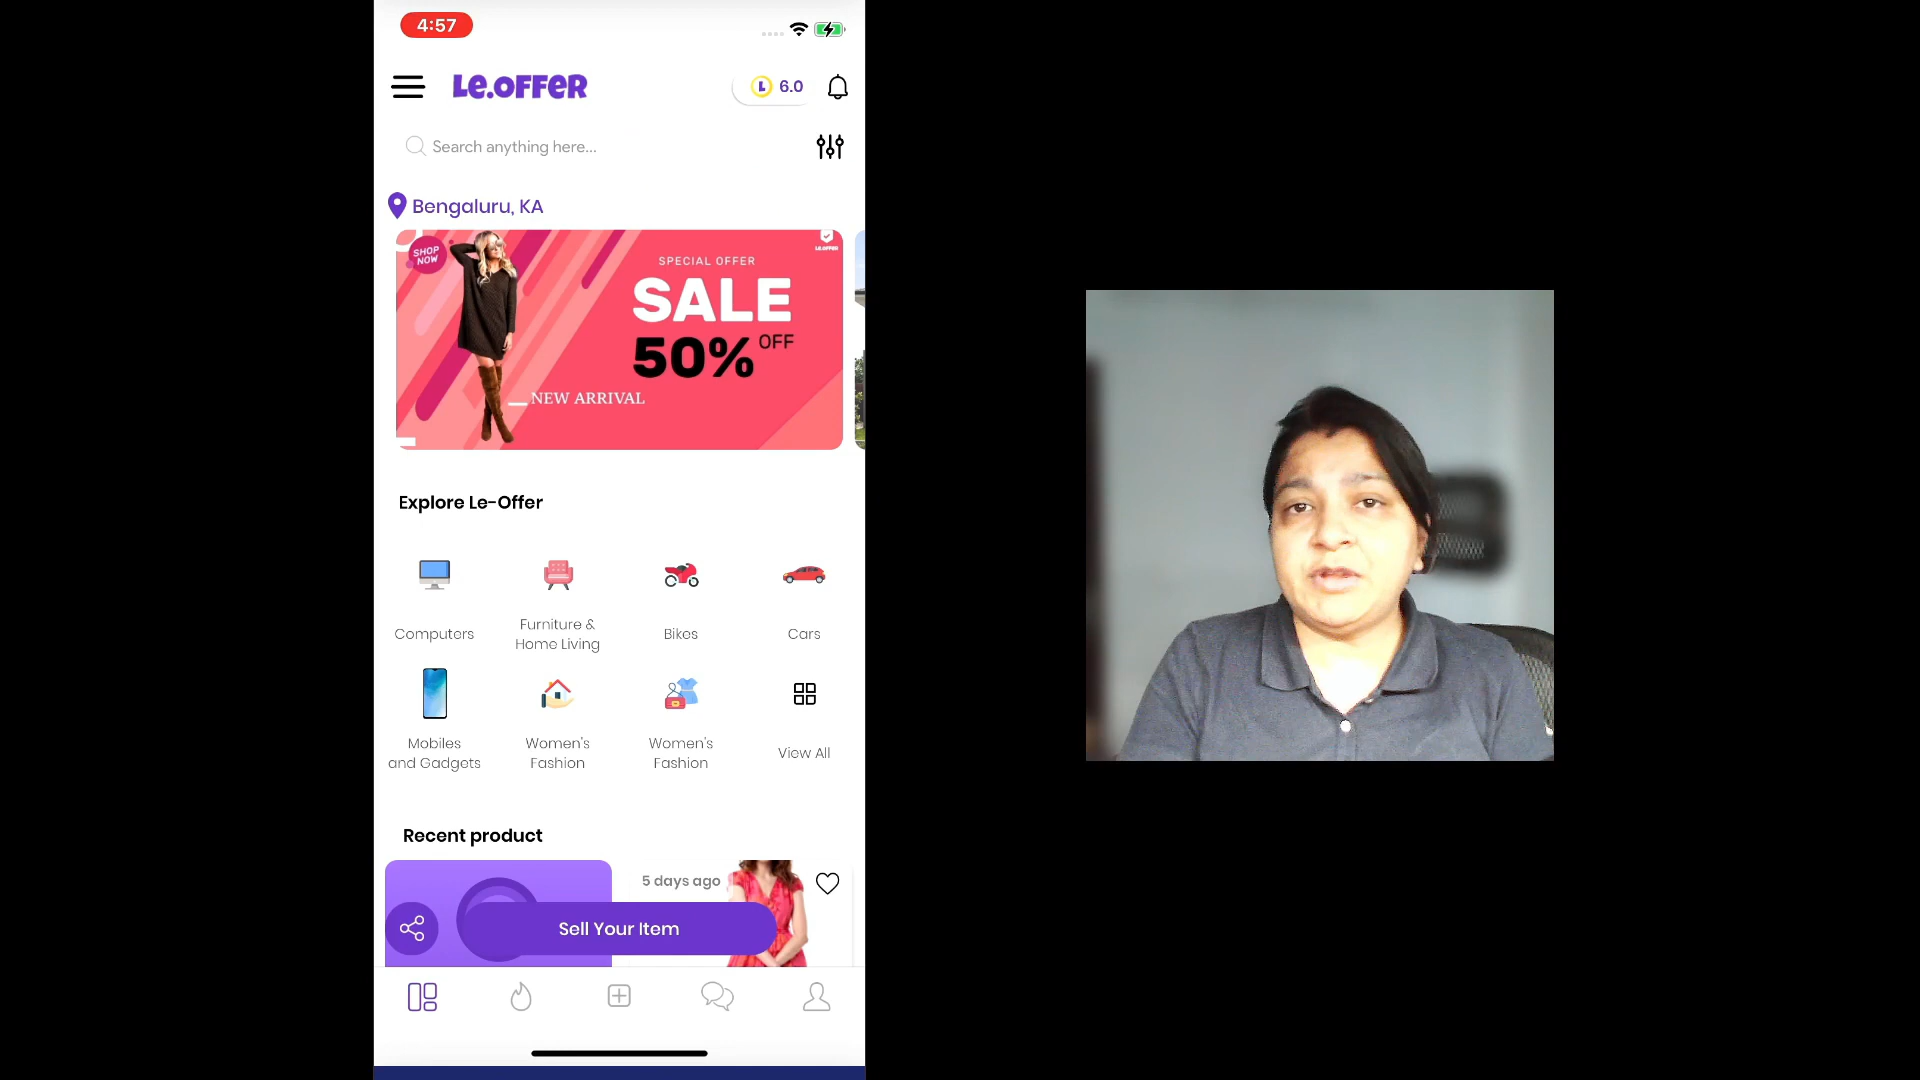 4:57
Le.OFFER
6.0
Search anything here...
Bengaluru, KA
SHOP
NOW
LE.OFFER
SPECIAL OFFER
SALE
50% OFF
NEW ARRIVAL
Explore Le-Offer
Computers
Furniture &
Home Living
Bikes
Cars
Mobiles
and Gadgets
Women's
Fashion
Women's
Fashion
View All
Recent product
5 days ago
Sell Your Item